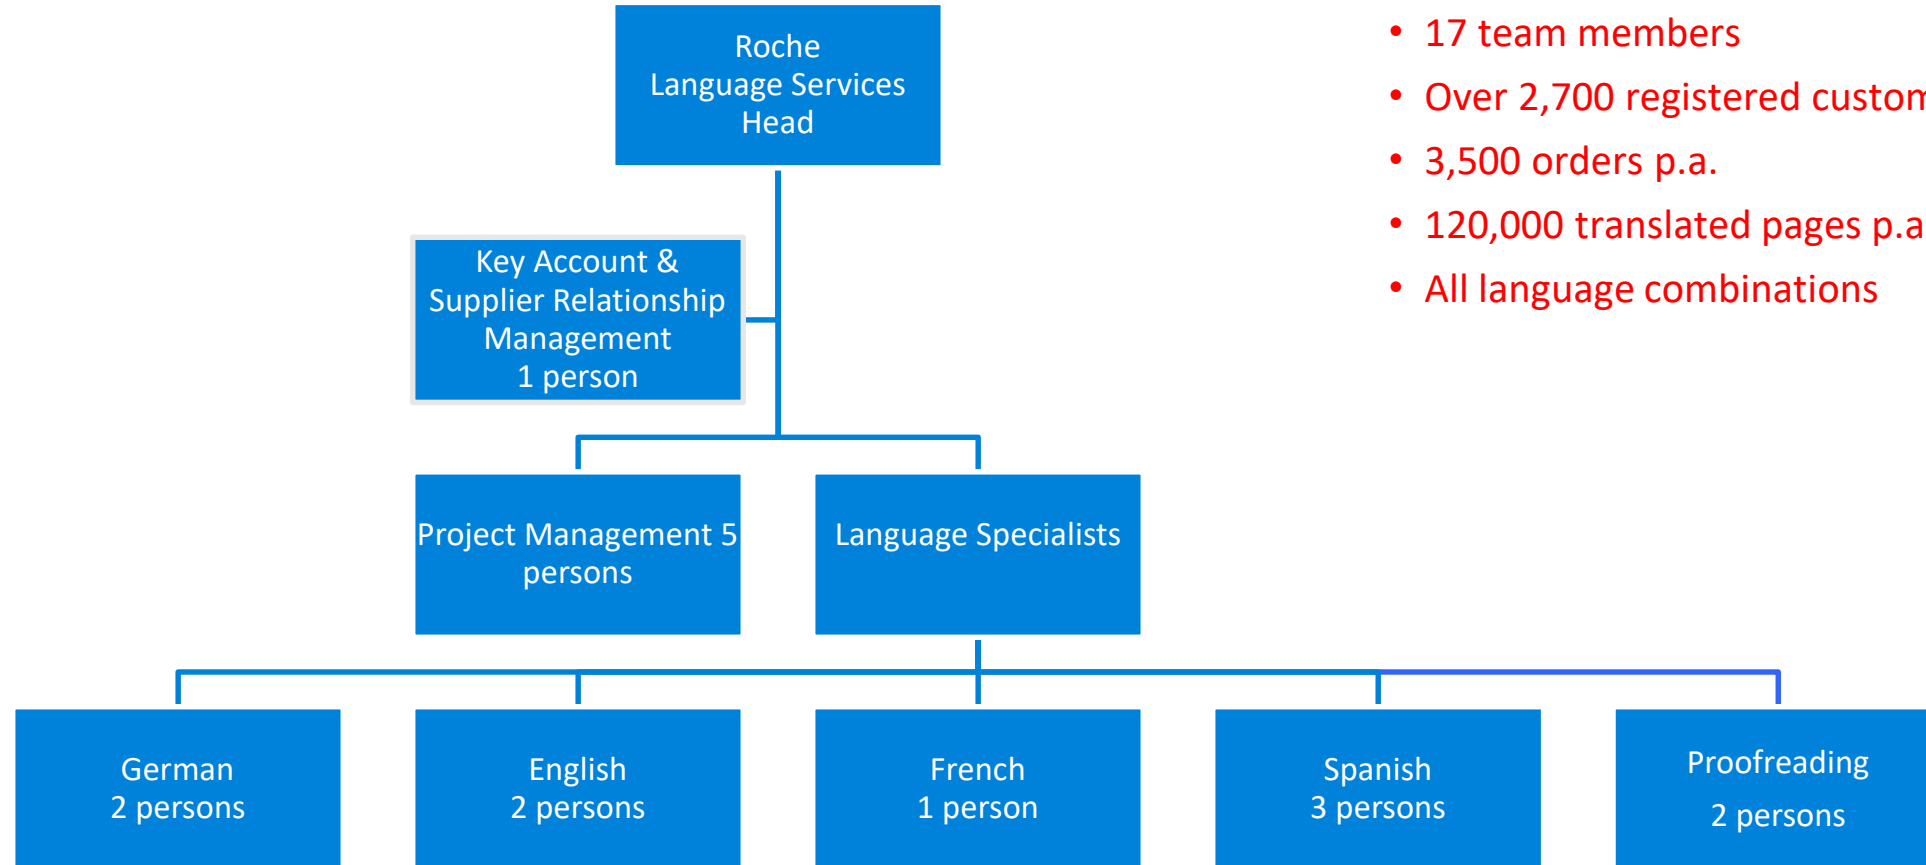 Roche
Language Services
Head
• 17 team members
• Over 2,700 registered
• 3,500 orders p.a.
• 120,000 translated pages p.a
• All language combinations
Key Account &
Supplier Relationship
Management
1 person
Project Management 5
persons
Language Specialists
German
2 persons
English
2 persons
French
1 person
Spanish
3 persons
Proofreading
2 persons